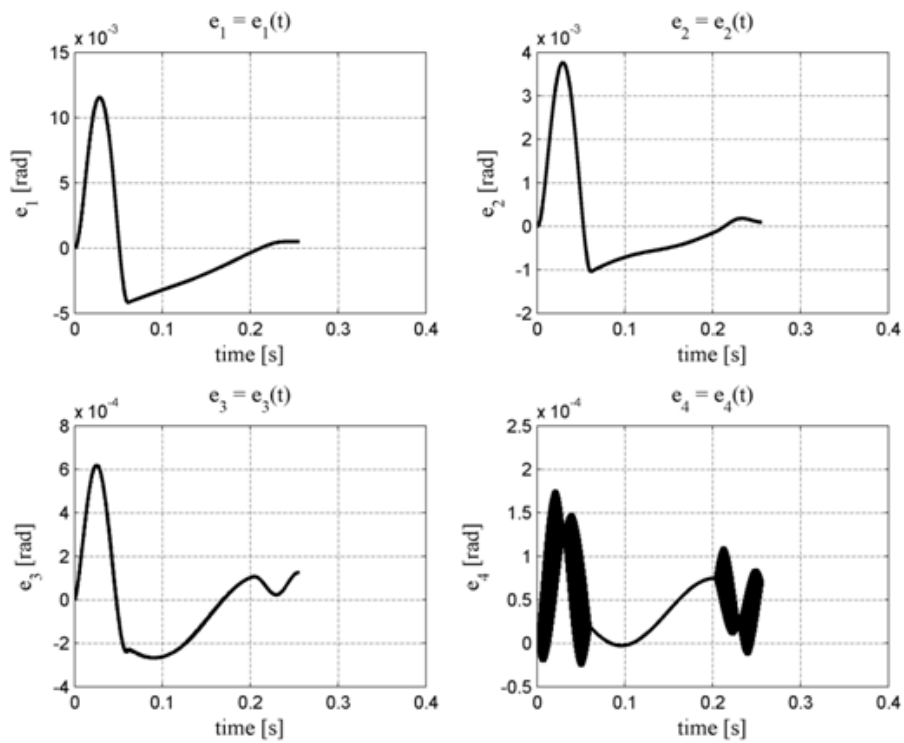 e₁ = e₁(t)
x 10⁻³
15
10
5
0
-5
e₁ [rad]
0 0.1 0.2 0.3 0.4
time [s]
e₂ = e₂(t)
x 10⁻³
4
3
2
1
0
-1
-2
e₂ [rad]
0 0.1 0.2 0.3 0.4
time [s]
e₃ = e₃(t)
x 10⁻⁴
8
6
4
2
0
-2
-4
e₃ [rad]
0 0.1 0.2 0.3 0.4
time [s]
e₄ = e₄(t)
x 10⁻⁴
2.5
2
1.5
1
0.5
0
-0.5
e₄ [rad]
0 0.1 0.2 0.3 0.4
time [s]